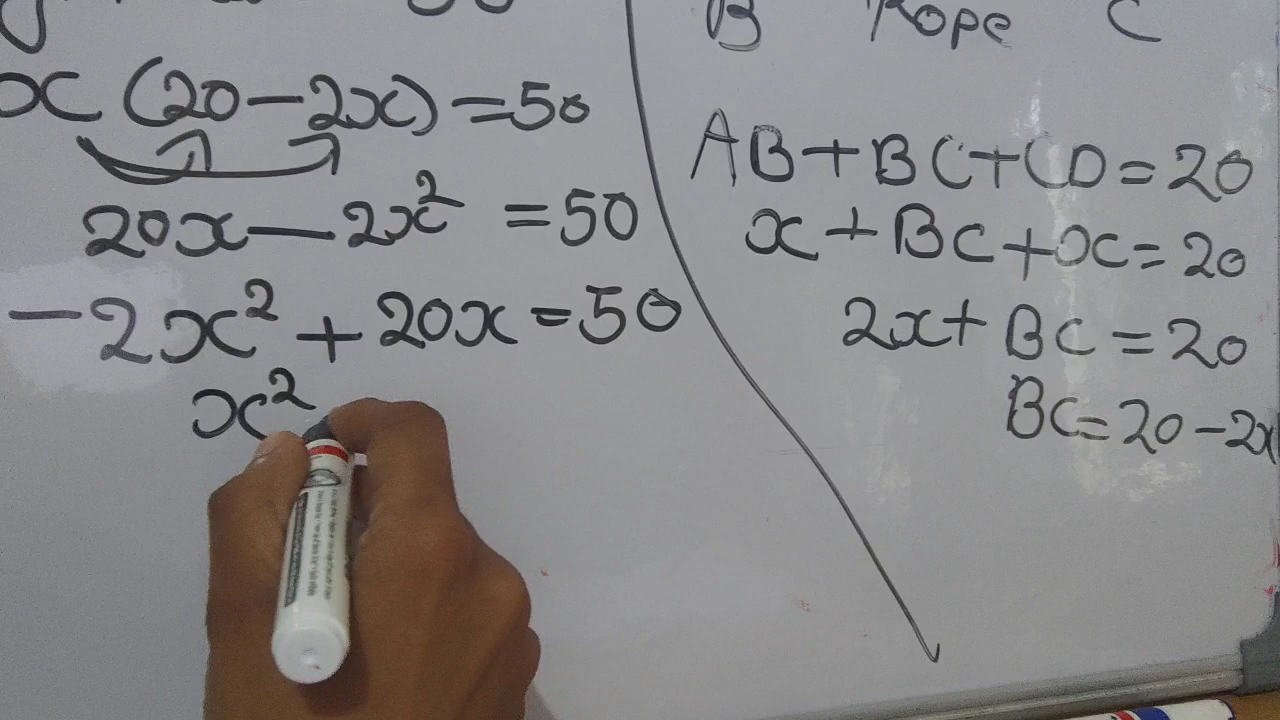 x (20-2x) = 50
20x - 2x² = 50
-2x² + 20x = 50
x²
B Rope C
AB + BC + CD = 20
x + BC + x = 20
2x + BC = 20
BC = 20 - 2x